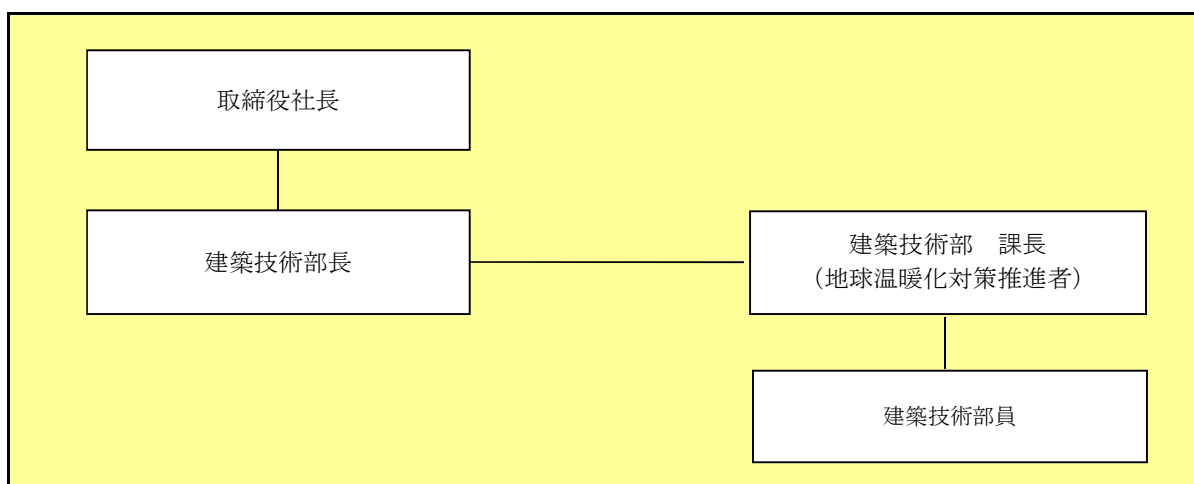 取締役社長
建築技術部長
建築技術部　課長
（地球温暖化対策推進者）
建築技術部員